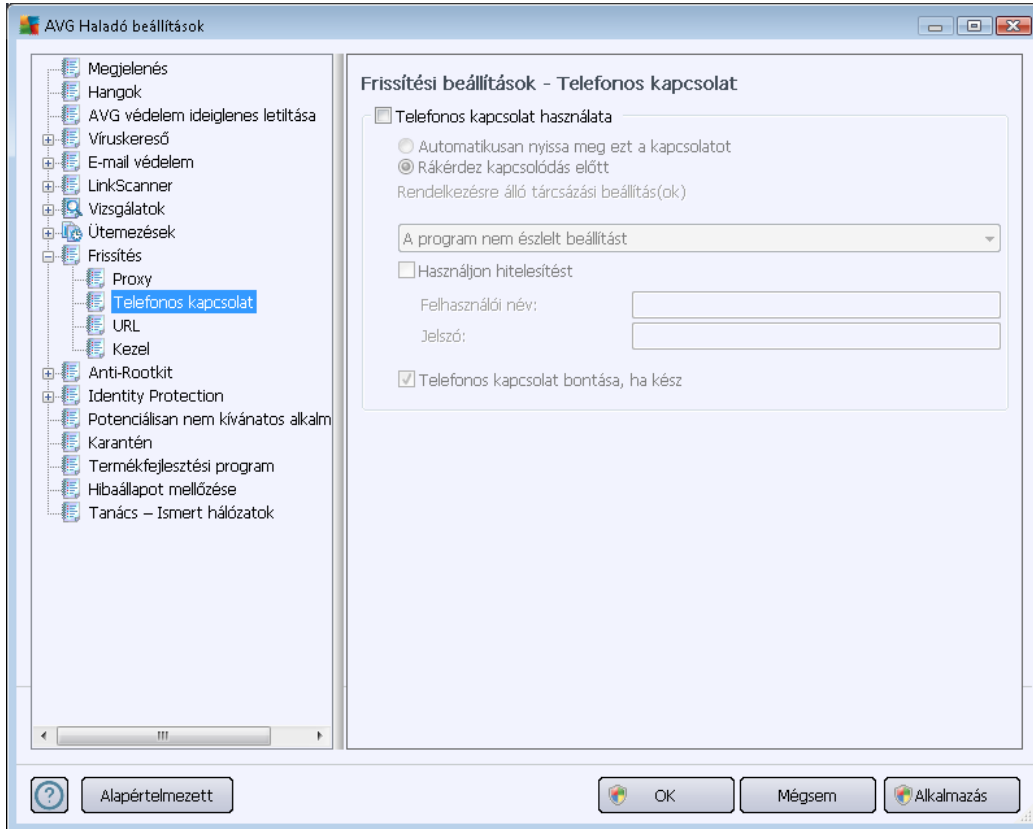 AVG Haladó beállítások
Megjelenés
Hangok
AVG védelem ideiglenes letiltása
Víruskereső
E-mail védelem
LinkScanner
Vizsgálatok
Ütemezések
Frissítés
Proxy
Telefonos kapcsolat
URL
Kezel
Anti-Rootkit
Identity Protection
Potenciálisan nem kívánatos alkalm
Karantén
Termékfejlesztési program
Hibaállapot mellőzése
Tanács – Ismert hálózatok
Frissítési beállítások - Telefonos kapcsolat
Telefonos kapcsolat használata
Automatikusan nyissa meg ezt a kapcsolatot
Rákérdez kapcsolódás előtt
Rendelkezésre álló tárcsázási beállítás(ok)
A program nem észlelt beállítást
Használjon hitelesítést
Felhasználói név:
Jelszó:
Telefonos kapcsolat bontása, ha kész
Alapértelmezett
OK
Mégsem
Alkalmazás